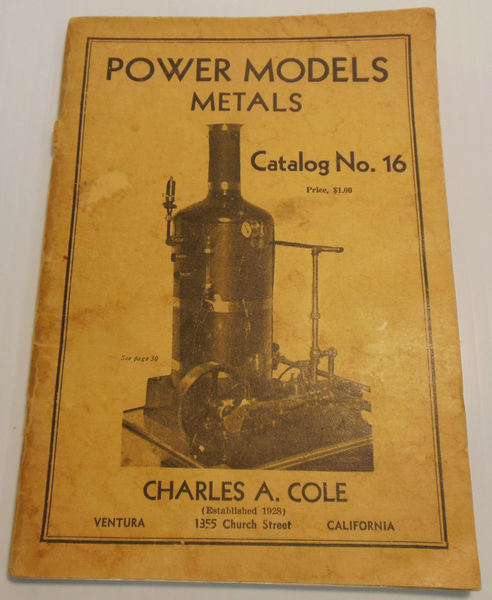 POWER MODELS
METALS
Catalog No. 16
Price, $1.00
See page 30
CHARLES A. COLE
(Established 1928)
VENTURA 1355 Church Street CALIFORNIA